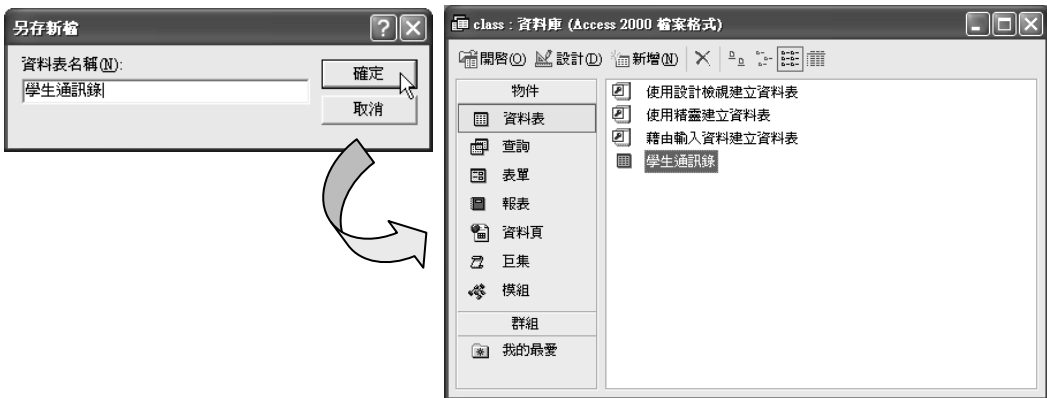 另存新檔
資料表名稱(N):
學生通訊錄
確定
取消
class : 資料庫 (Access 2000 檔案格式)
開啓(O) 設計(D) 新增(N)
物件
資料表
查詢
表單
報表
資料頁
巨集
模組
群組
我的最愛
使用設計檢視建立資料表
使用精靈建立資料表
藉由輸入資料建立資料表
學生通訊錄